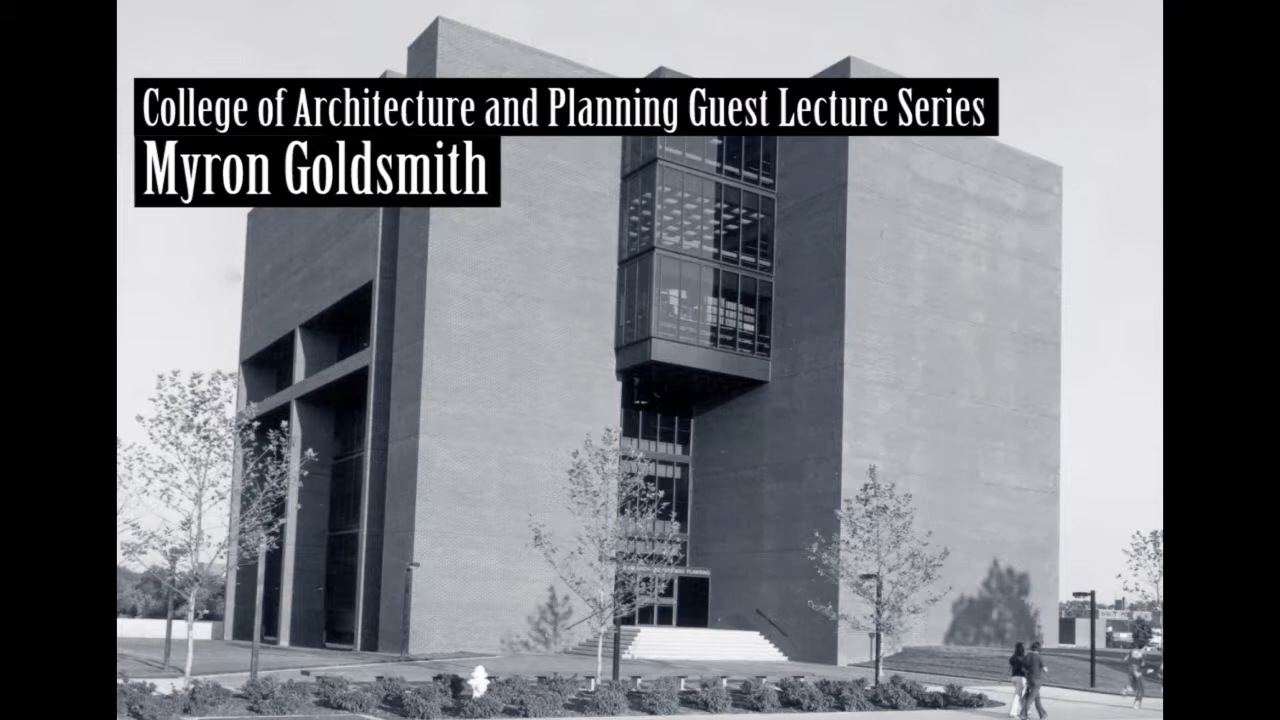 College of Architecture and Planning Guest Lecture Series
Myron Goldsmith